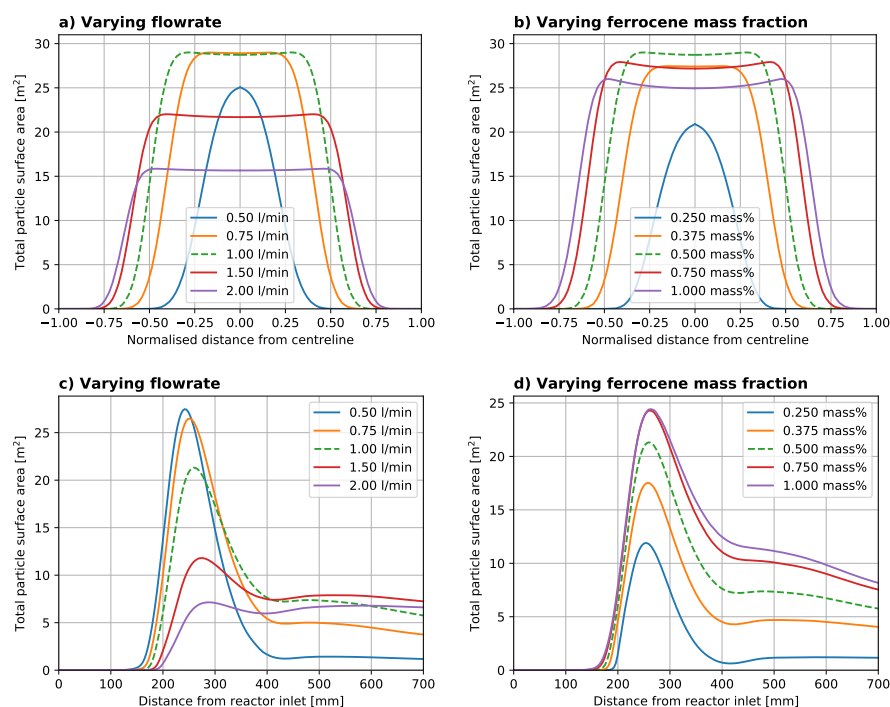 a) Varying flowrate
Total particle surface area [m²]
30
25
20
15
10
5
0
0.50 l/min
0.75 l/min
1.00 l/min
1.50 l/min
2.00 l/min
−1.00 −0.75 −0.50 −0.25 0.00 0.25 0.50 0.75 1.00
Normalised distance from centreline
b) Varying ferrocene mass fraction
Total particle surface area [m²]
30
25
20
15
10
5
0
0.250 mass%
0.375 mass%
0.500 mass%
0.750 mass%
1.000 mass%
−1.00 −0.75 −0.50 −0.25 0.00 0.25 0.50 0.75 1.00
Normalised distance from centreline
c) Varying flowrate
Total particle surface area [m²]
25
20
15
10
5
0
0.50 l/min
0.75 l/min
1.00 l/min
1.50 l/min
2.00 l/min
0 100 200 300 400 500 600 700
Distance from reactor inlet [mm]
d) Varying ferrocene mass fraction
Total particle surface area [m²]
25
20
15
10
5
0
0.250 mass%
0.375 mass%
0.500 mass%
0.750 mass%
1.000 mass%
0 100 200 300 400 500 600 700
Distance from reactor inlet [mm]